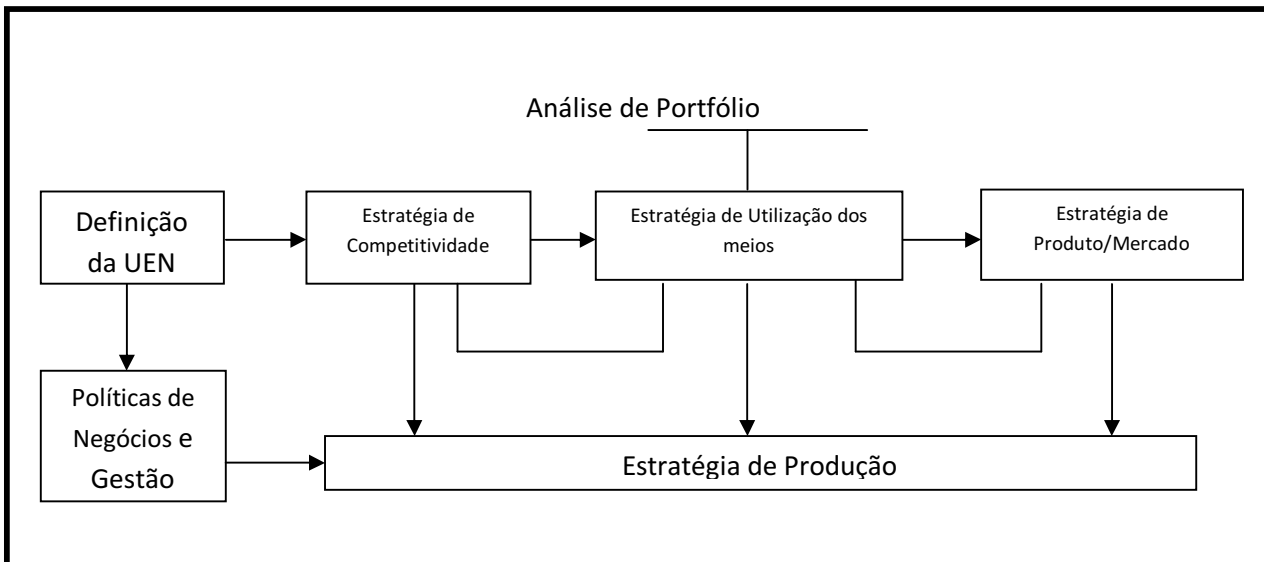 Análise de Portfólio
Definição
da UEN
Estratégia de
Competitividade
Estratégia de Utilização dos
meios
Estratégia de
Produto/Mercado
Políticas de
Negócios e
Gestão
Estratégia de Produção